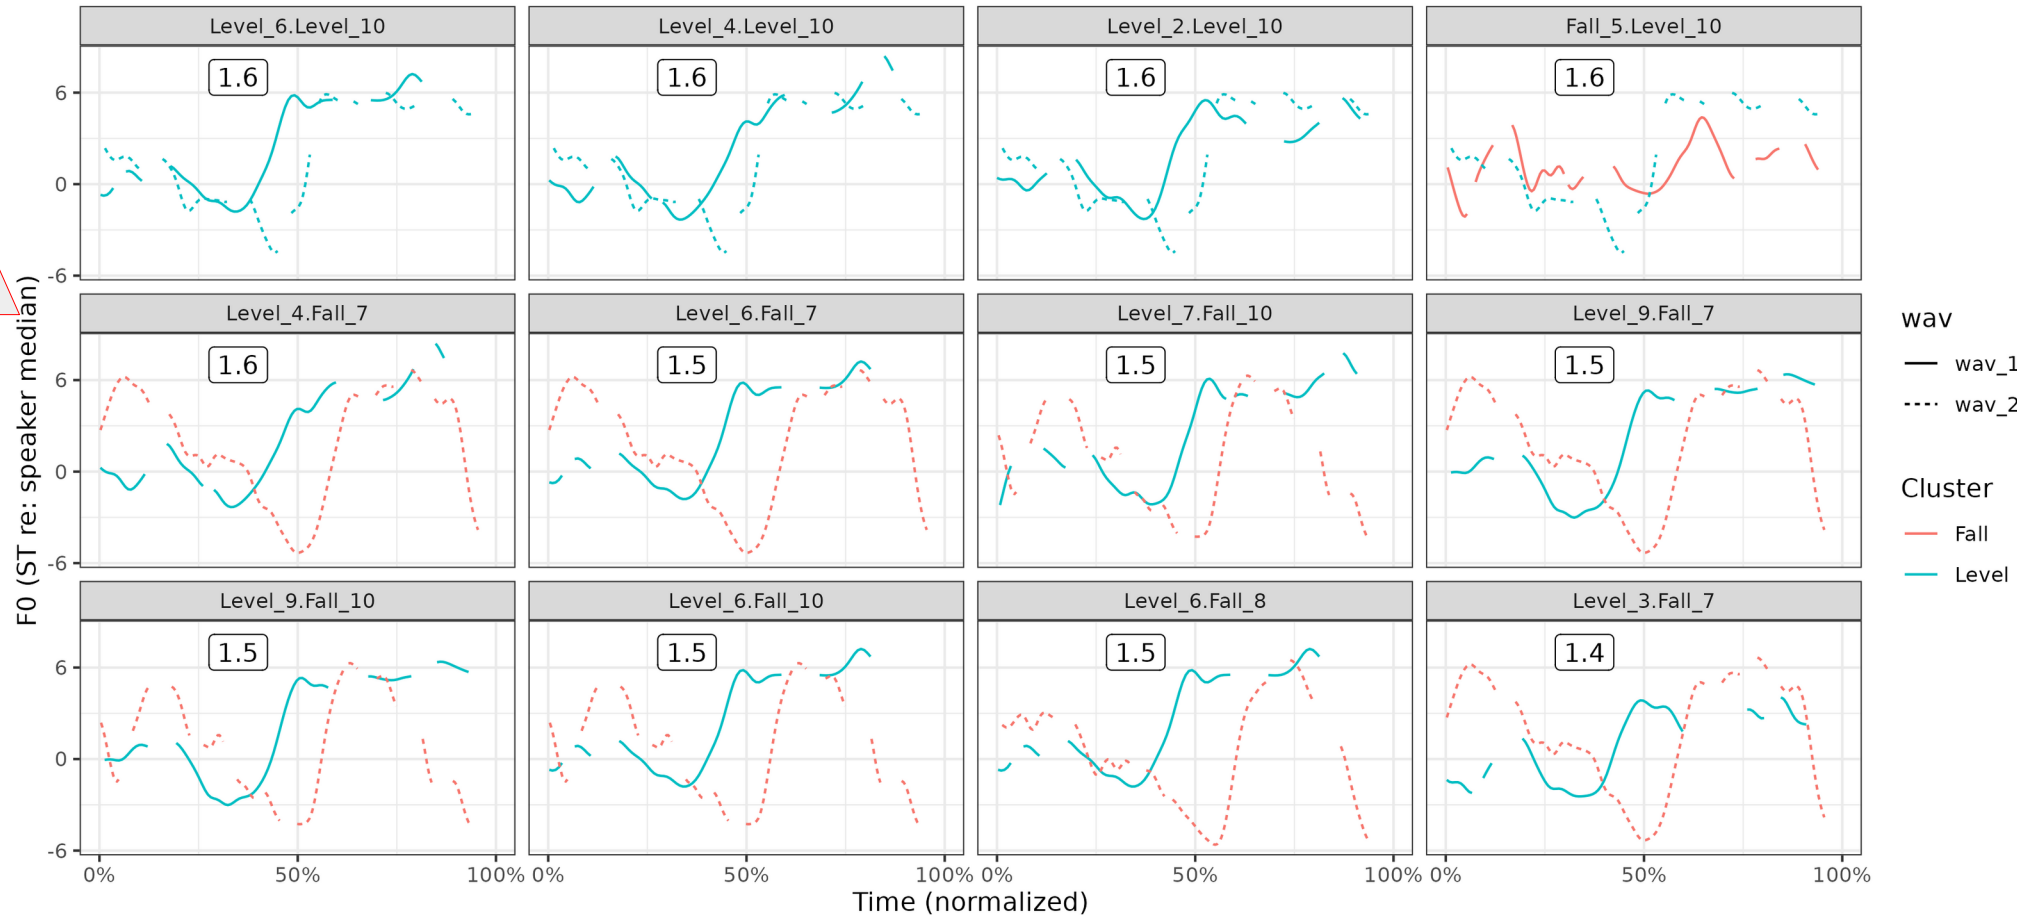 Level_6.Level_10
Level_4.Level_10
Level_2.Level_10
Fall_5.Level_10
1.6
1.6
1.6
1.6
6
0
-6
Level_4.Fall_7
Level_6.Fall_7
Level_7.Fall_10
Level_9.Fall_7
1.6
1.5
1.5
1.5
6
0
-6
Level_9.Fall_10
Level_6.Fall_10
Level_6.Fall_8
Level_3.Fall_7
1.5
1.5
1.5
1.4
6
0
-6
0% 50% 100%
0% 50% 100%
0% 50% 100%
0% 50% 100%
Time (normalized)
F0 (ST re: speaker median)
wav
wav_1
wav_2
Cluster
Fall
Level